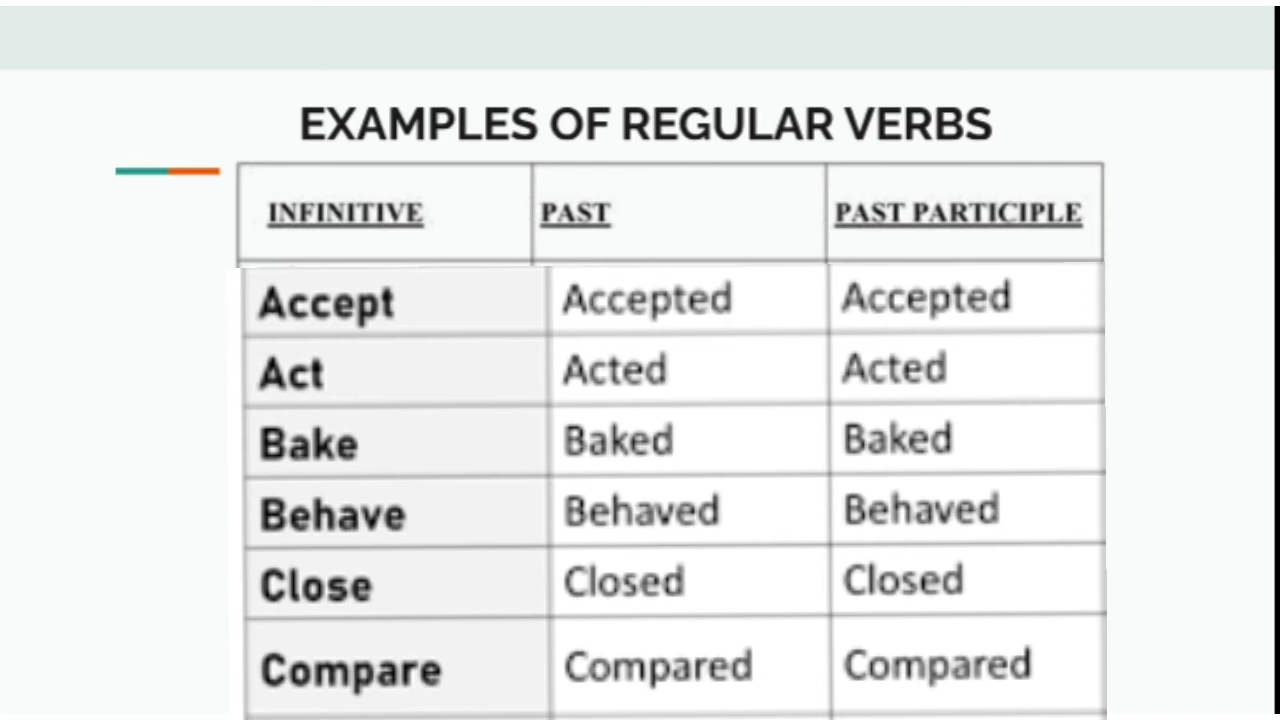 EXAMPLES OF REGULAR VERBS
INFINITIVE PAST PAST PARTICIPLE
Accept Accepted Accepted
Act Acted Acted
Bake Baked Baked
Behave Behaved Behaved
Close Closed Closed
Compare Compared Compared